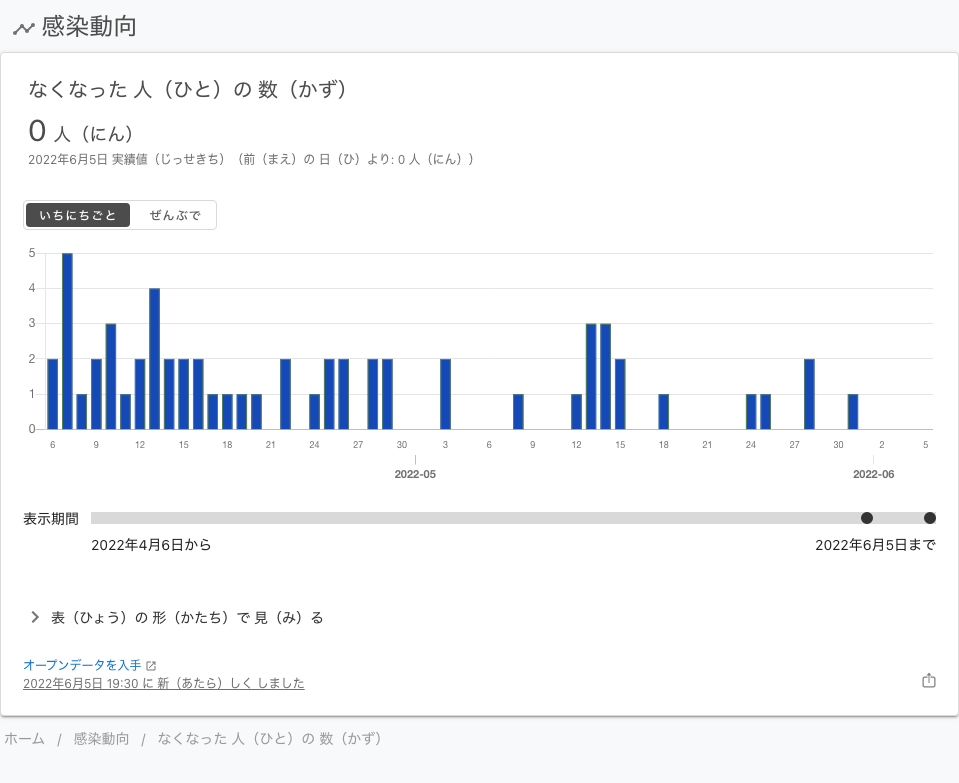 感染動向
なくなった 人（ひと）の 数（かず）
0 人（にん）
2022年6月5日 実績値（じっせきち）（前（まえ）の 日（ひ）より: 0 人（にん））
いちにちごと ぜんぶで
5
4
3
2
1
0
6 9 12 15 18 21 24 27 30 3 6 9 12 15 18 21 24 27 30 2 5
2022-05 2022-06
表示期間
2022年4月6日から 2022年6月5日まで
表（ひょう）の 形（かたち）で 見（み）る
オープンデータを入手
2022年6月5日 19:30 に 新（あたら）しく しました
ホーム / 感染動向 / なくなった 人（ひと）の 数（かず）